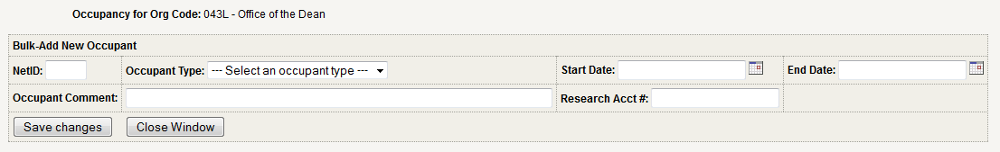 Occupancy for Org Code: 043L - Office of the Dean
Bulk-Add New Occupant
NetID: Occupant Type: --- Select an occupant type --- Start Date: End Date:
Occupant Comment: Research Acct #:
Save changes Close Window